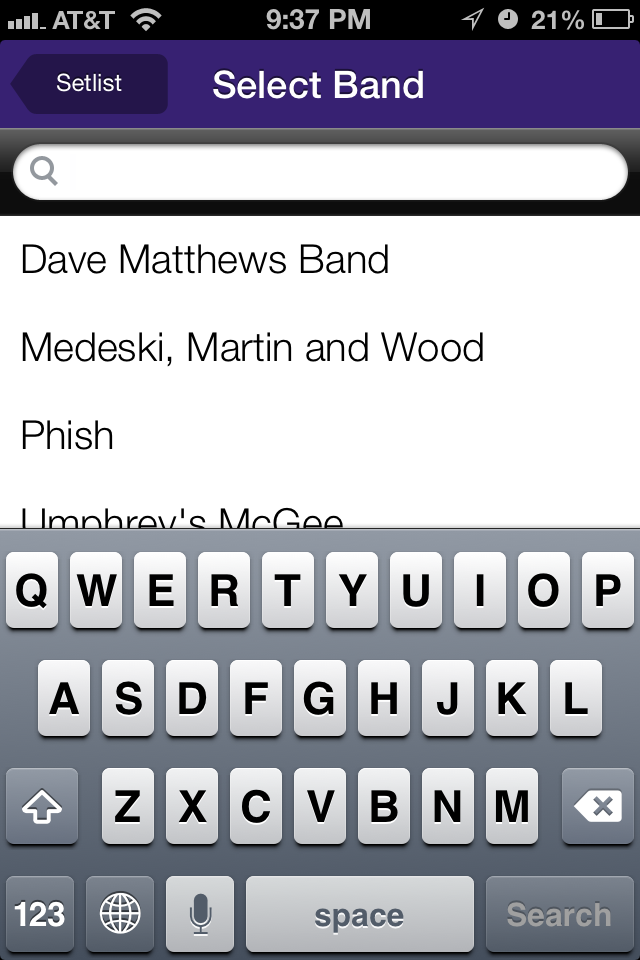 AT&T 9:37 PM 21%
Setlist Select Band
Dave Matthews Band
Medeski, Martin and Wood
Phish
Umphrey's McGee
Q W E R T Y U I O P
A S D F G H J K L
Z X C V B N M
123 space Search